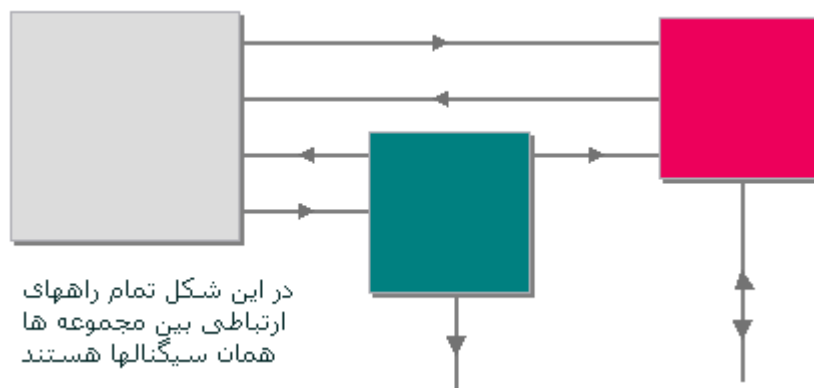 در این شکل تمام راههای
ارتباطی بین مجموعه ها
همان سیگنالها هستند